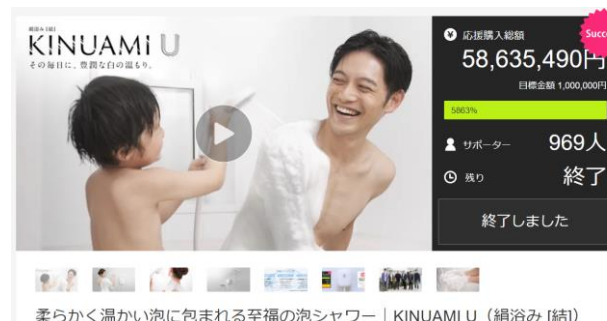 絹浴み [結]
KINUAMI U
その毎日に、豊潤な白の温もり。
¥ 応援購入総額
Succe
58,635,490円
目標金額 1,000,000円
5863%
サポーター 969人
残り 終了
終了しました
柔らかく温かい泡に包まれる至福の泡シャワー｜KINUAMI U（絹浴み [結]）